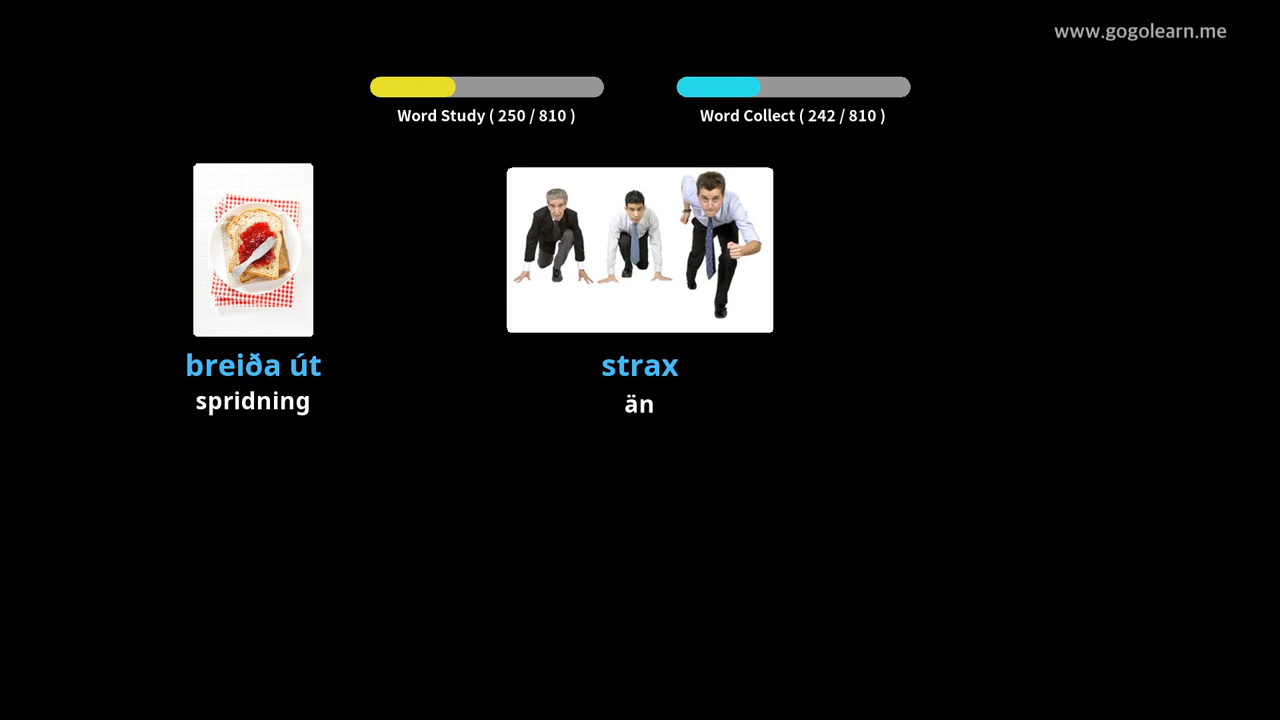 www.gogolearn.me
Word Study ( 250 / 810 )
Word Collect ( 242 / 810 )
breiða út
spridning
strax
än